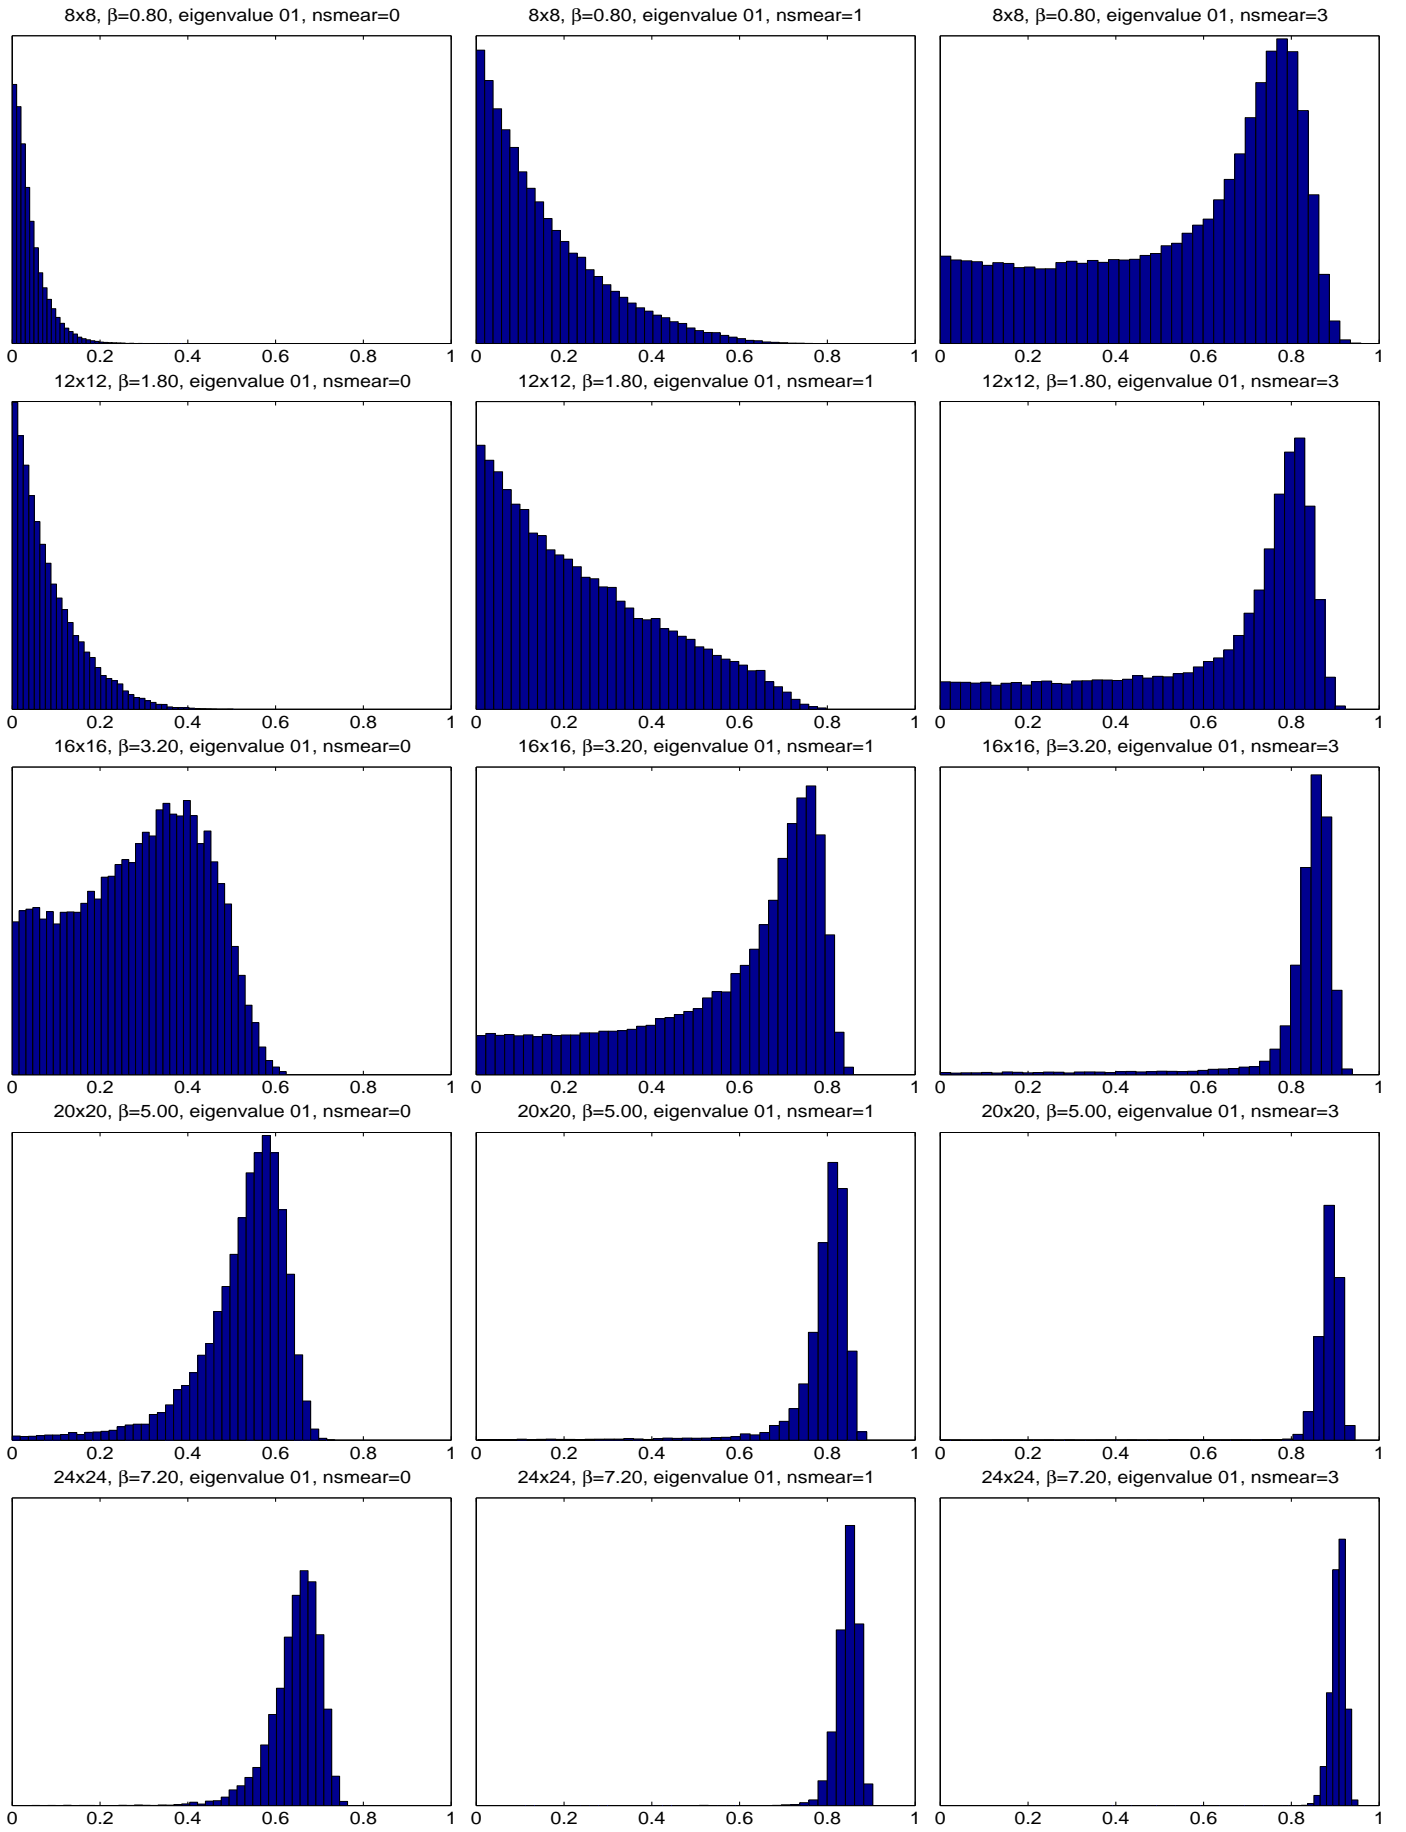 8x8, β=0.80, eigenvalue 01, nsmear=0 8x8, β=0.80, eigenvalue 01, nsmear=1 8x8, β=0.80, eigenvalue 01, nsmear=3
0 0.2 0.4 0.6 0.8 1 0 0.2 0.4 0.6 0.8 1 0 0.2 0.4 0.6 0.8 1
12x12, β=1.80, eigenvalue 01, nsmear=0 12x12, β=1.80, eigenvalue 01, nsmear=1 12x12, β=1.80, eigenvalue 01, nsmear=3
0 0.2 0.4 0.6 0.8 1 0 0.2 0.4 0.6 0.8 1 0 0.2 0.4 0.6 0.8 1
16x16, β=3.20, eigenvalue 01, nsmear=0 16x16, β=3.20, eigenvalue 01, nsmear=1 16x16, β=3.20, eigenvalue 01, nsmear=3
0 0.2 0.4 0.6 0.8 1 0 0.2 0.4 0.6 0.8 1 0 0.2 0.4 0.6 0.8 1
20x20, β=5.00, eigenvalue 01, nsmear=0 20x20, β=5.00, eigenvalue 01, nsmear=1 20x20, β=5.00, eigenvalue 01, nsmear=3
0 0.2 0.4 0.6 0.8 1 0 0.2 0.4 0.6 0.8 1 0 0.2 0.4 0.6 0.8 1
24x24, β=7.20, eigenvalue 01, nsmear=0 24x24, β=7.20, eigenvalue 01, nsmear=1 24x24, β=7.20, eigenvalue 01, nsmear=3
0 0.2 0.4 0.6 0.8 1 0 0.2 0.4 0.6 0.8 1 0 0.2 0.4 0.6 0.8 1